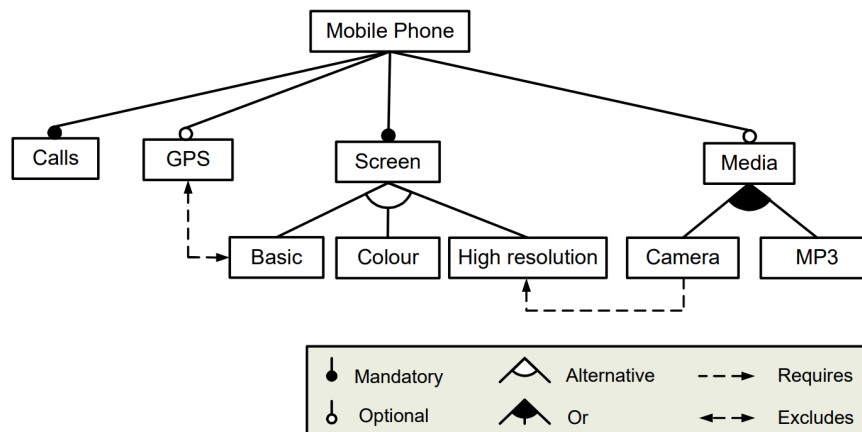 Mobile Phone
Calls GPS Screen Media
Basic Colour High resolution Camera MP3
Mandatory Alternative Requires
Optional Or Excludes